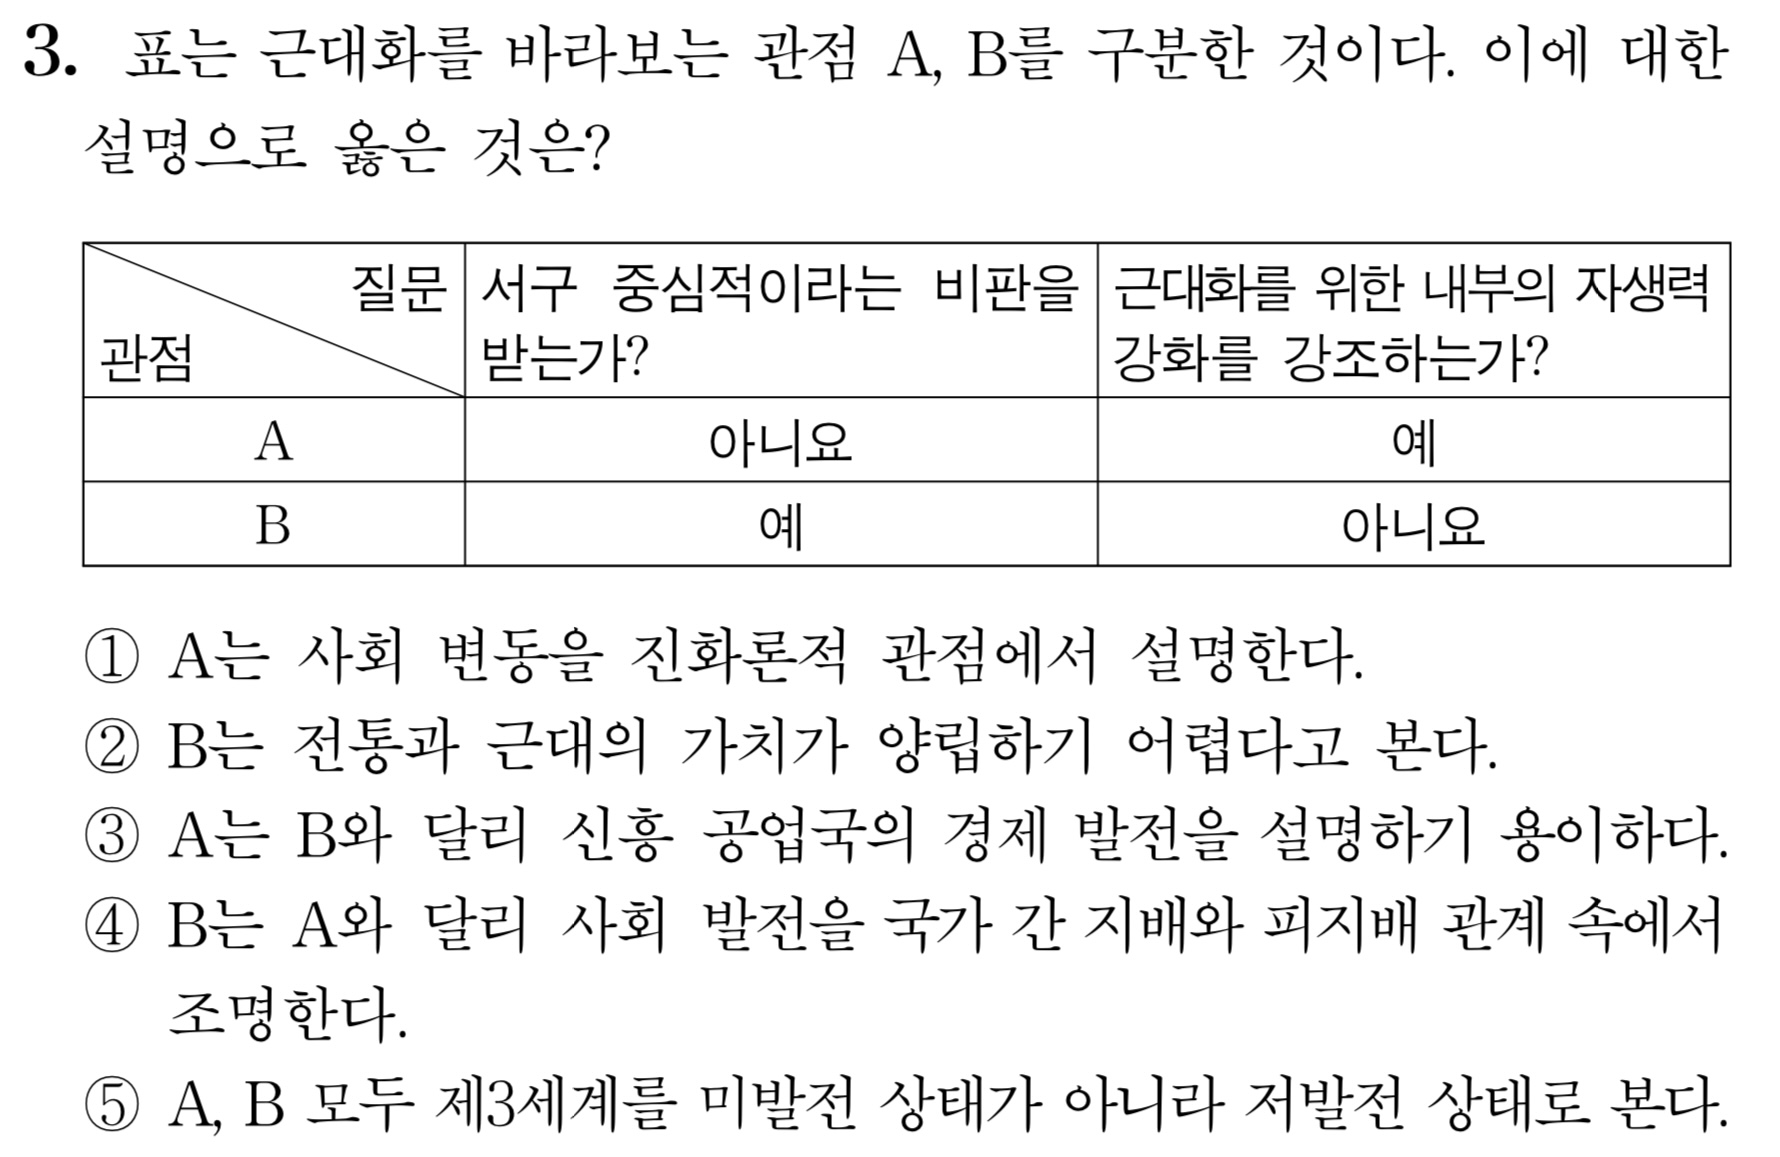 3. 표는 근대화를 바라보는 관점 A, B를 구분한 것이다. 이에 대한
설명으로 옳은 것은?
질문
관점
서구 중심적이라는 비판을
받는가?
근대화를 위한 내부의 자생력
강화를 강조하는가?
A 아니요 예
B 예 아니요
① A는 사회 변동을 진화론적 관점에서 설명한다.
② B는 전통과 근대의 가치가 양립하기 어렵다고 본다.
③ A는 B와 달리 신흥 공업국의 경제 발전을 설명하기 용이하다.
④ B는 A와 달리 사회 발전을 국가 간 지배와 피지배 관계 속에서
조명한다.
⑤ A, B 모두 제3세계를 미발전 상태가 아니라 저발전 상태로 본다.